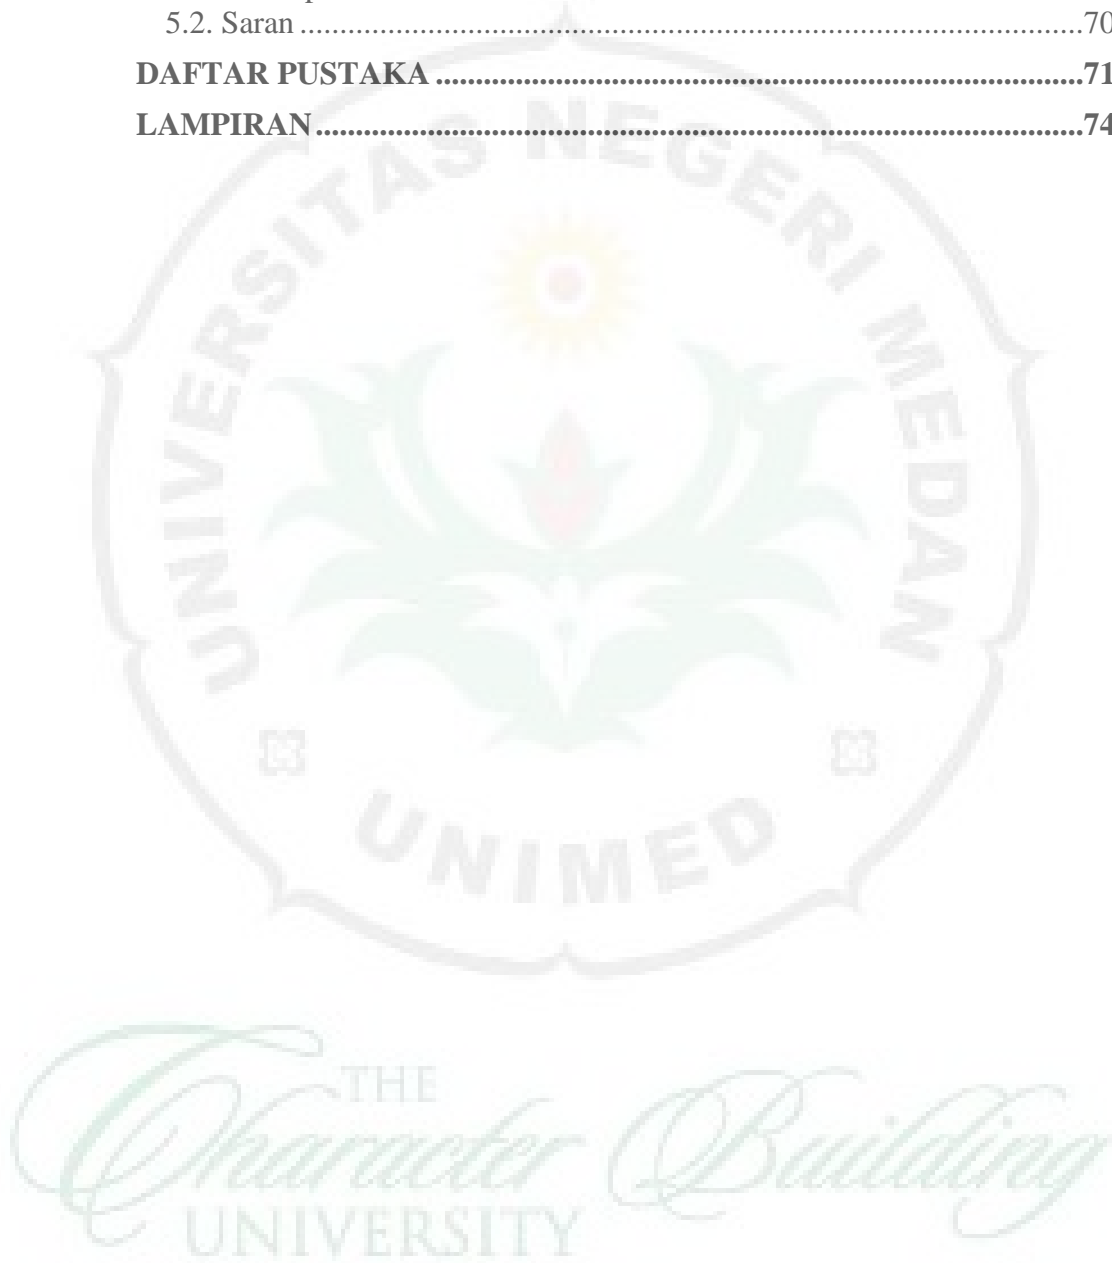 5.2. Saran ....................................................................................................70
DAFTAR PUSTAKA ..................................................................................71
LAMPIRAN.................................................................................................74
UNIVERSITAS NEGERI MEDAN
UNIMED
THE
Character Building
UNIVERSITY